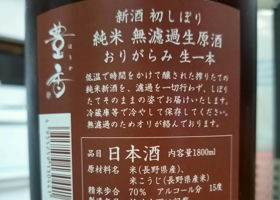 豊香
ほうか
新酒 初しぼり
純米 無濾過生原酒
おりがらみ 生一本
低温で時間をかけて醸された搾りたての
純米新酒を、濾過を一切行わず、しぼり
たてそのままの姿でお届けいたします。
冷蔵庫等で冷やして保存してください。
無濾過のためオリが絡んでおります。
品目 日本酒 内容量1800ml
原材料名 米(長野県産米)
米こうじ(長野県産米)
精米歩合 70% アルコール分 15度